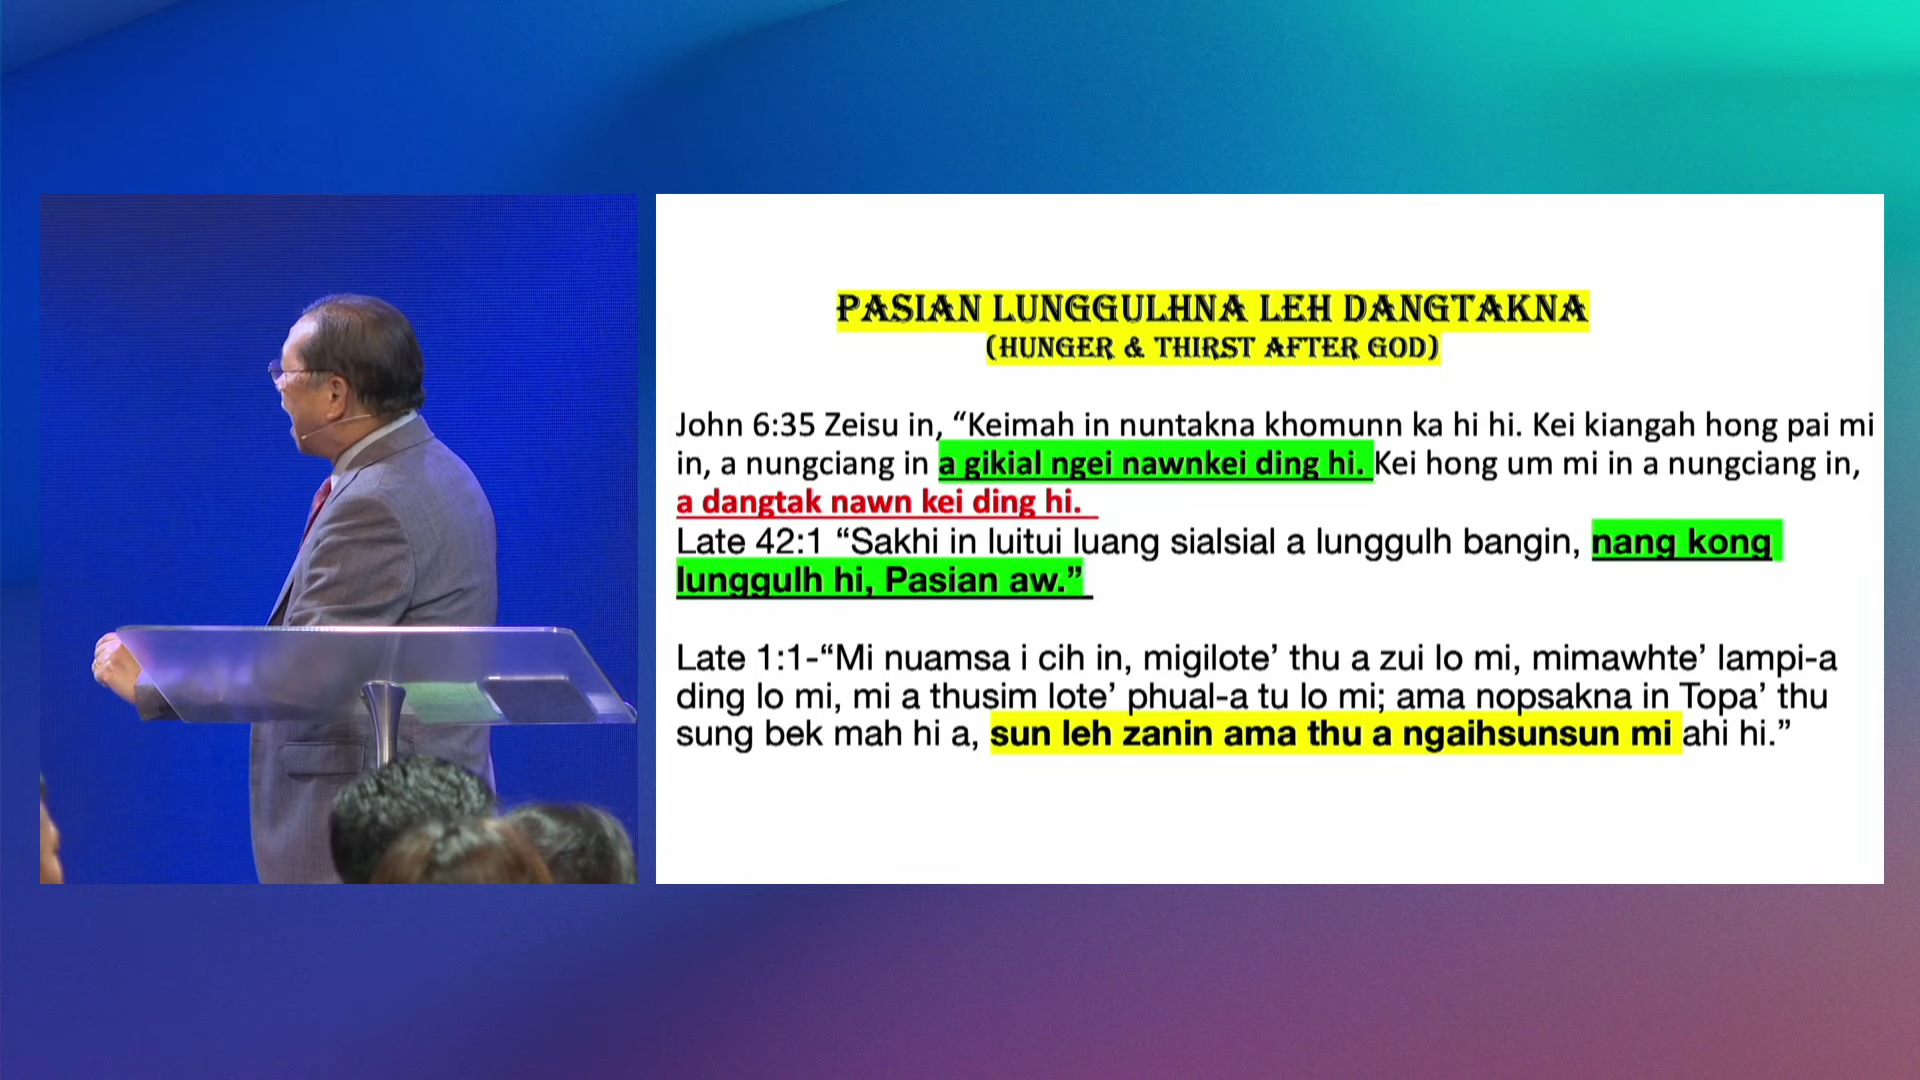 PASIAN LUNGGULHNA LEH DANGTAKNA
(HUNGER & THIRST AFTER GOD)
John 6:35 Zeisu in, “Keimah in nuntakna khomunn ka hi hi. Kei kiangah hong pai mi
in, a nungciang in a gikial ngei nawnkei ding hi. Kei hong um mi in a nungciang in,
a dangtak nawn kei ding hi.
Late 42:1 “Sakhi in luitui luang sialsial a lunggulh bangin, nang kong
lunggulh hi, Pasian aw.”
Late 1:1-“Mi nuamsa i cih in, migilote’ thu a zui lo mi, mimawhte’ lampi-a
ding lo mi, mi a thusim lote’ phual-a tu lo mi; ama nopsakna in Topa’ thu
sung bek mah hi a, sun leh zanin ama thu a ngaihsunsun mi ahi hi.”